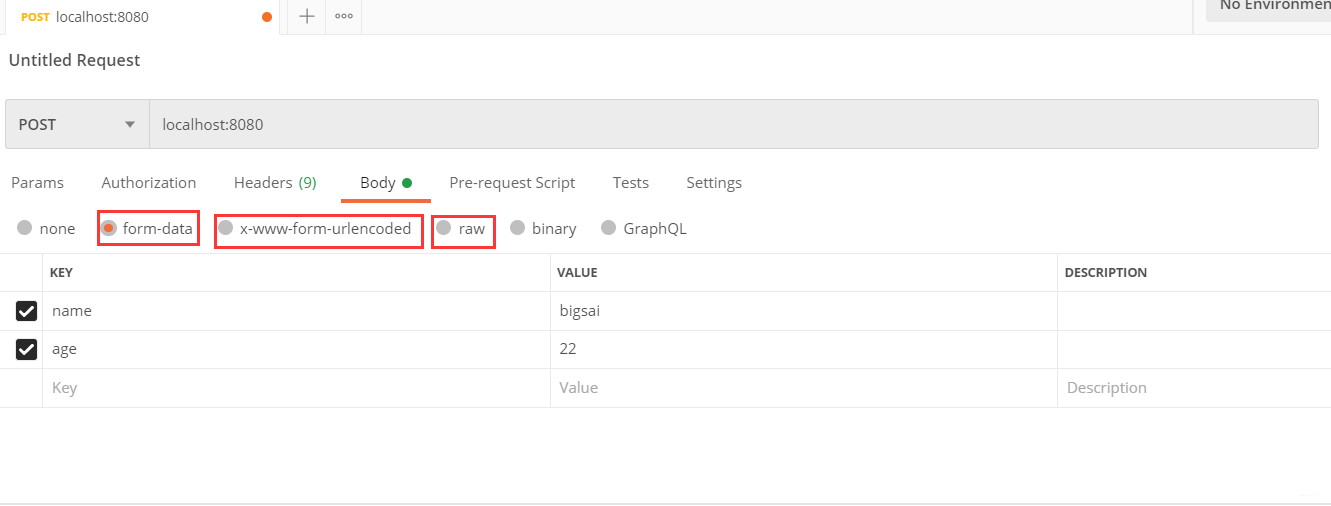 POST localhost:8080
No Environmen
Untitled Request
POST localhost:8080
Params Authorization Headers (9) Body Pre-request Script Tests Settings
none form-data x-www-form-urlencoded raw binary GraphQL
KEY VALUE DESCRIPTION
name bigsai
age 22
Key Value Description